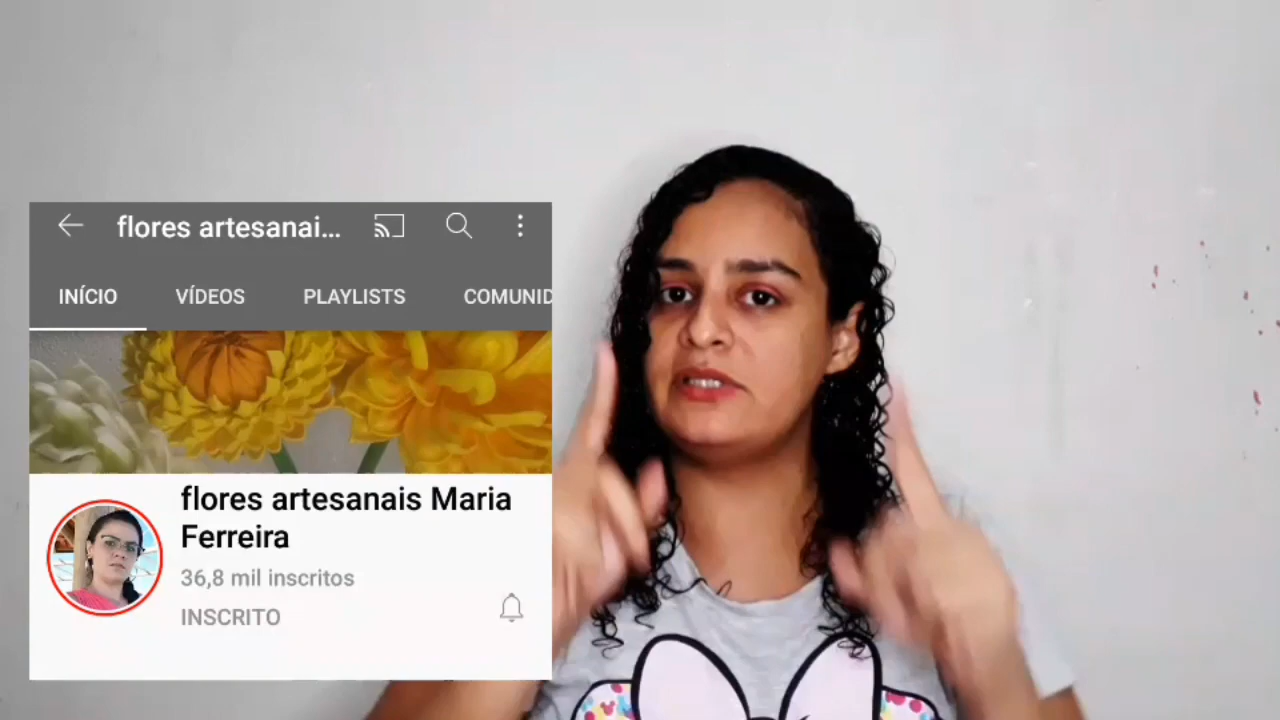 flores artesanai...
INÍCIO VÍDEOS PLAYLISTS COMUNID
flores artesanais Maria
Ferreira
36,8 mil inscritos
INSCRITO